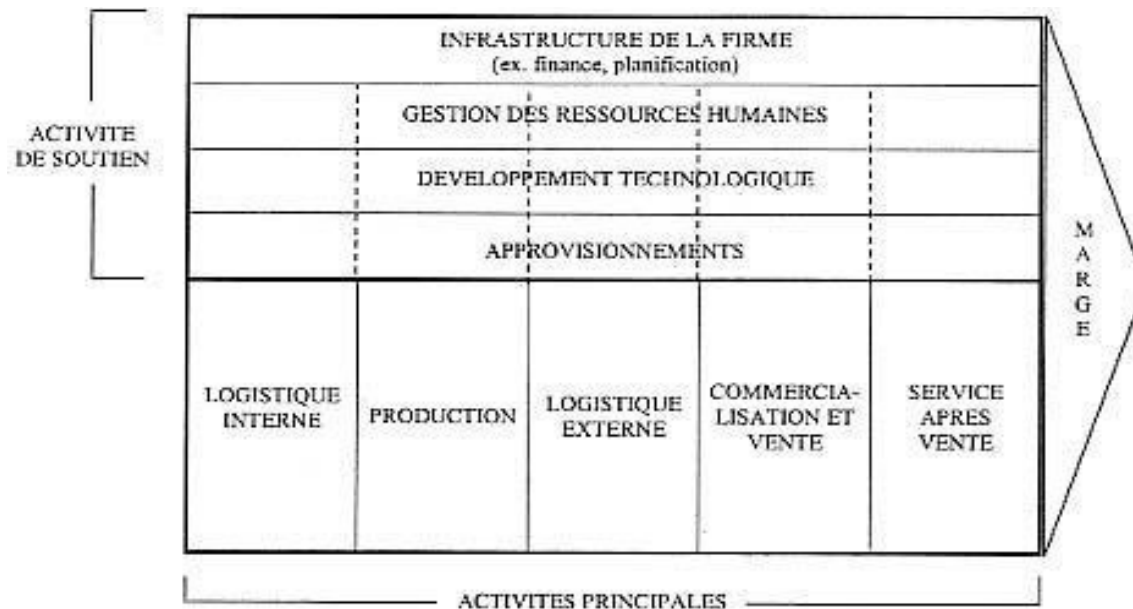 INFRASTRUCTURE DE LA FIRME
(ex. finance, planification)
GESTION DES RESSOURCES HUMAINES
ACTIVITE
DE SOUTIEN
DEVELOPPEMENT TECHNOLOGIQUE
APPROVISIONNEMENTS
MARGE
LOGISTIQUE
INTERNE
PRODUCTION
LOGISTIQUE
EXTERNE
COMMERCIA-
LISATION ET
VENTE
SERVICE
APRES
VENTE
ACTIVITES PRINCIPALES